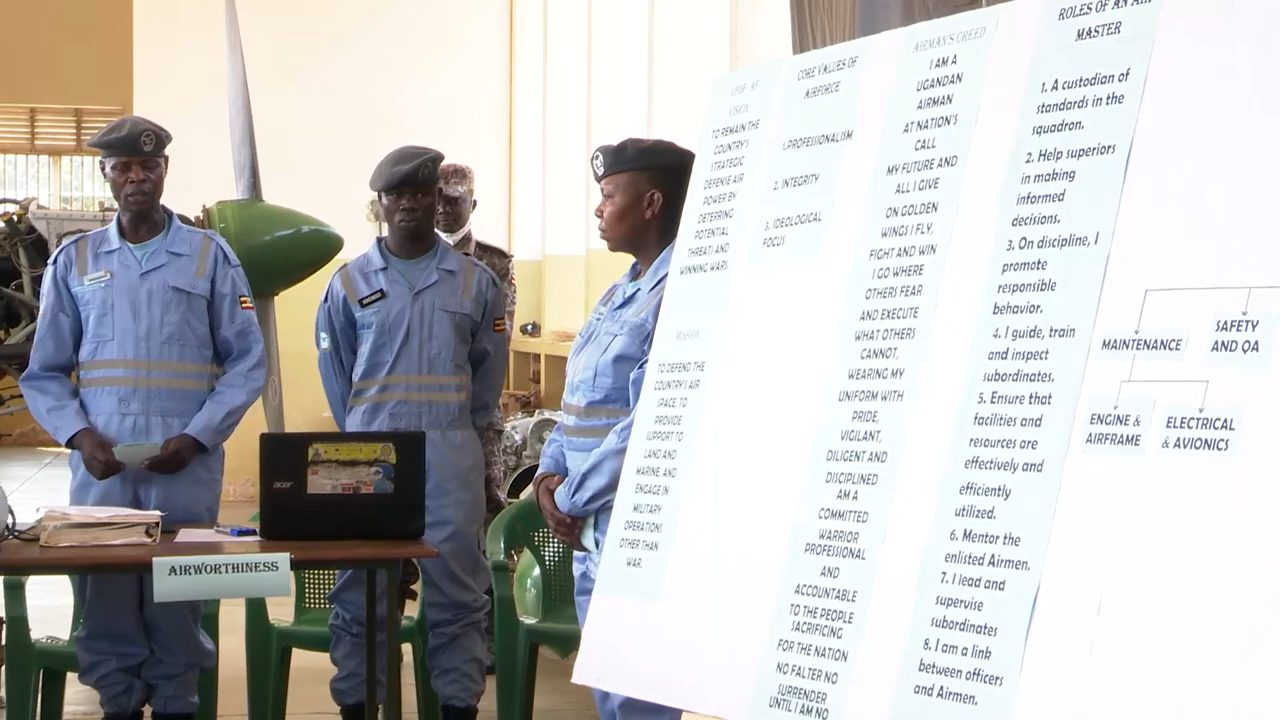 UPDF- AF
VISION
TO REMAIN THE
COUNTRY'S
STRATEGIC
DEFENSE AIR
POWER BY
DETERRING
POTENTIAL
THREATS AND
WINNING WARS.
MISSION
TO DEFEND THE
COUNTRY'S AIR
SPACE, TO
PROVIDE
SUPPORT TO
LAND AND
MARINE, AND
ENGAGE IN
MILITARY
OPERATIONS
OTHER THAN
WAR.
CORE VALUES OF
AIRFORCE
1.PROFESSIONALISM
2. INTEGRITY
3. IDEOLOGICAL
FOCUS
AIRMAN'S CREED
I AM A
UGANDAN
AIRMAN
AT NATION'S
CALL
MY FUTURE AND
ALL I GIVE
ON GOLDEN
WINGS I FLY,
FIGHT AND WIN
I GO WHERE
OTHERS FEAR
AND EXECUTE
WHAT OTHERS
CANNOT,
WEARING MY
UNIFORM WITH
PRIDE,
VIGILANT,
DILIGENT AND
DISCIPLINED
AM A
COMMITTED
WARRIOR
PROFESSIONAL
AND
ACCOUNTABLE
TO THE PEOPLE
SACRIFICING
FOR THE NATION
NO FALTER NO
SURRENDER
UNTIL I AM NO
ROLES OF AN AIR
MASTER
1. A custodian of
standards in the
squadron.
2. Help superiors
in making
informed
decisions.
3. On discipline, I
promote
responsible
behavior.
4. I guide, train
and inspect
subordinates.
5. Ensure that
facilities and
resources are
effectively and
efficiently
utilized.
6. Mentor the
enlisted Airmen.
7. I lead and
supervise
subordinates
8. I am a link
between officers
and Airmen.
MAINTENANCE
SAFETY
AND QA
ENGINE &
AIRFRAME
ELECTRICAL
& AVIONICS
acer
AIRWORTHINESS